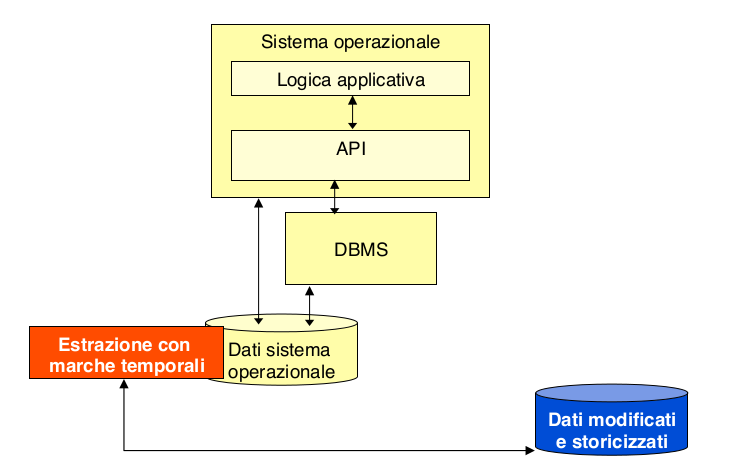 Sistema operazionale
Logica applicativa
API
DBMS
Estrazione con
marche temporali
Dati sistema
operazionale
Dati modificati
e storicizzati